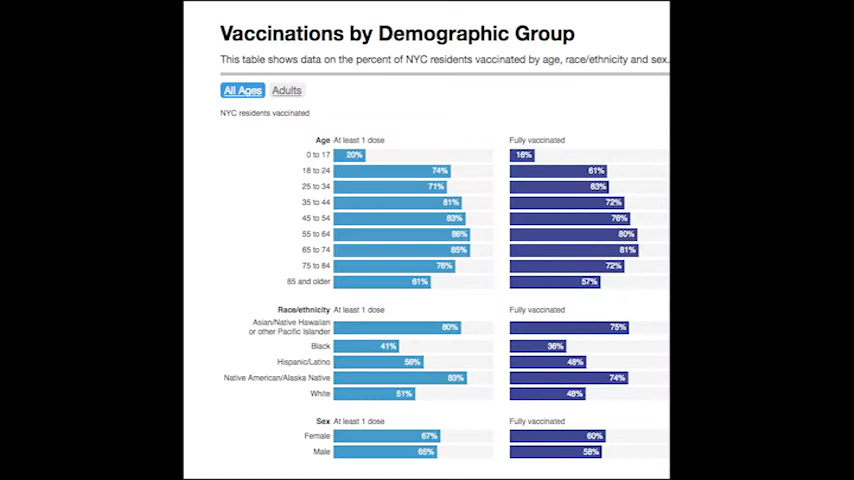 Vaccinations by Demographic Group
This table shows data on the percent of NYC residents vaccinated by age, race/ethnicity and sex.
All Ages Adults
NYC residents vaccinated
Age At least 1 dose Fully vaccinated
0 to 17 20% 16%
18 to 24 74% 61%
25 to 34 71% 63%
35 to 44 81% 72%
45 to 54 83% 76%
55 to 64 86% 80%
65 to 74 85% 81%
75 to 84 76% 72%
85 and older 61% 57%
Race/ethnicity At least 1 dose Fully vaccinated
Asian/Native Hawaiian
or other Pacific Islander 80% 75%
Black 41% 36%
Hispanic/Latino 56% 48%
Native American/Alaska Native 83% 74%
White 51% 48%
Sex At least 1 dose Fully vaccinated
Female 67% 60%
Male 65% 58%